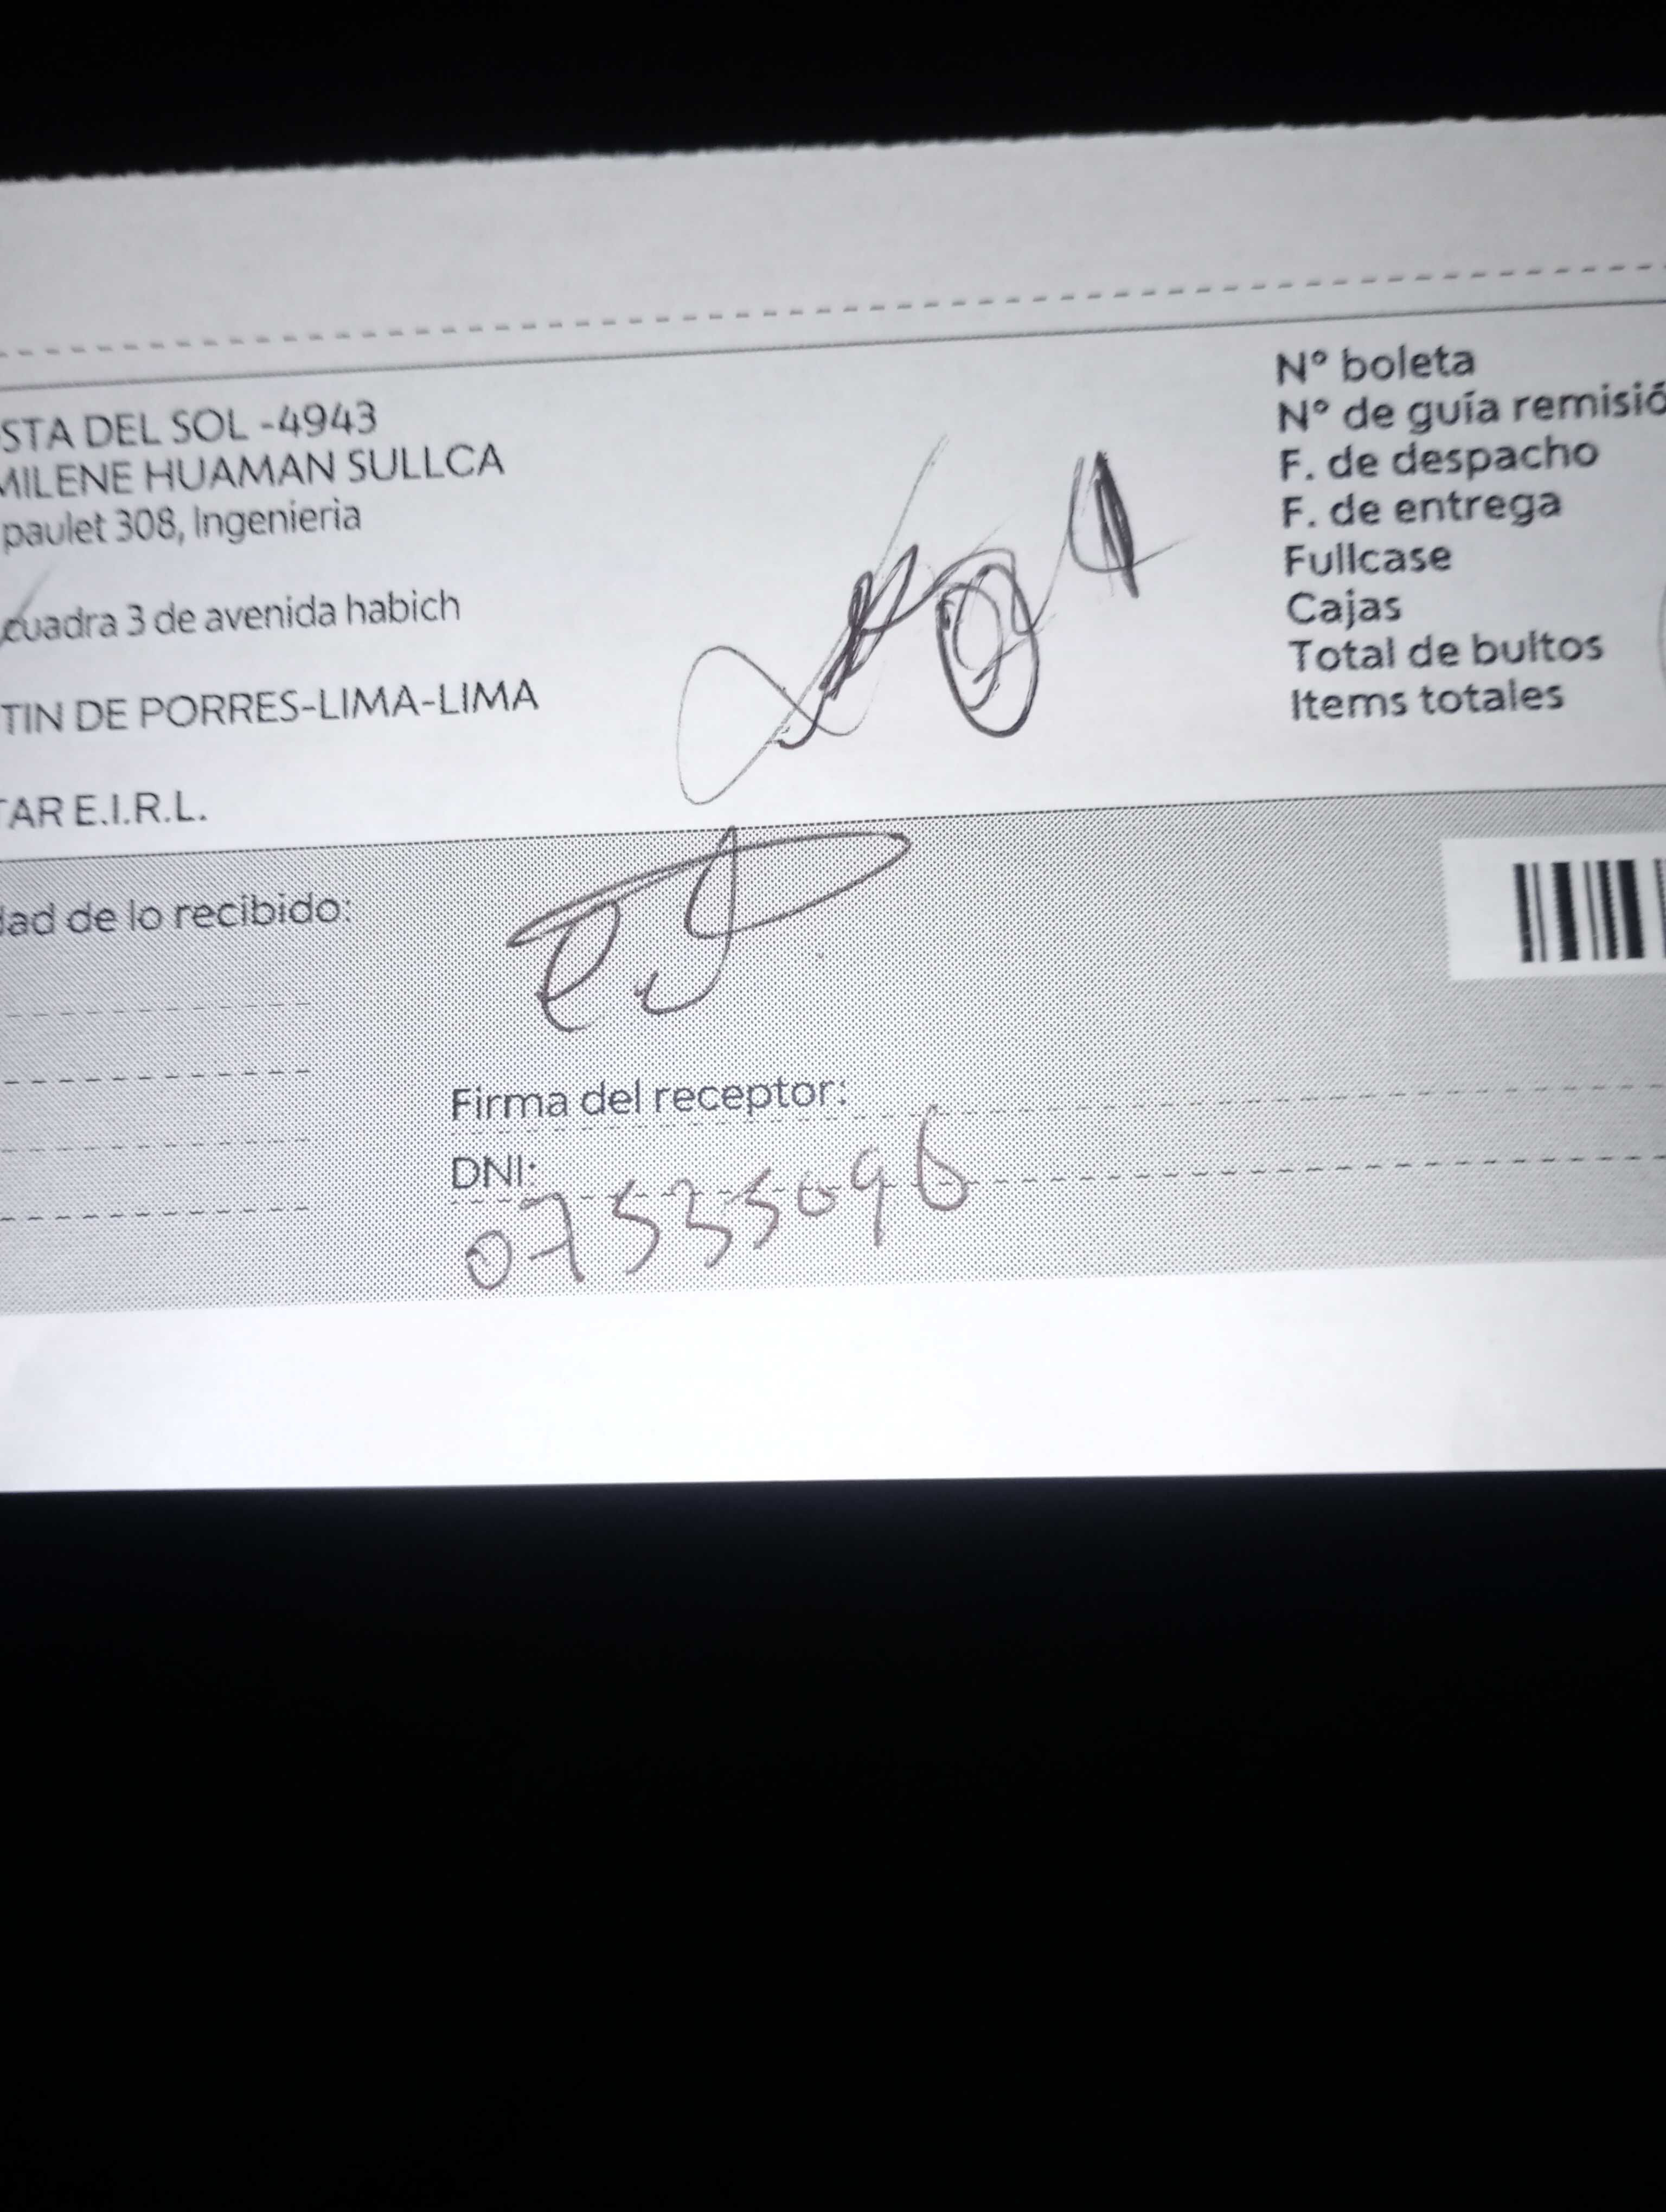 STA DEL SOL -4943
MILENE HUAMAN SULLCA
paulet 308, Ingenieria
cuadra 3 de avenida habich
TIN DE PORRES-LIMA-LIMA
TAR E.I.R.L.
N° boleta
N° de guía remisió
F. de despacho
F. de entrega
Fullcase
Cajas
Total de bultos
Items totales
dad de lo recibido:
Firma del receptor:
DNI:
07535096